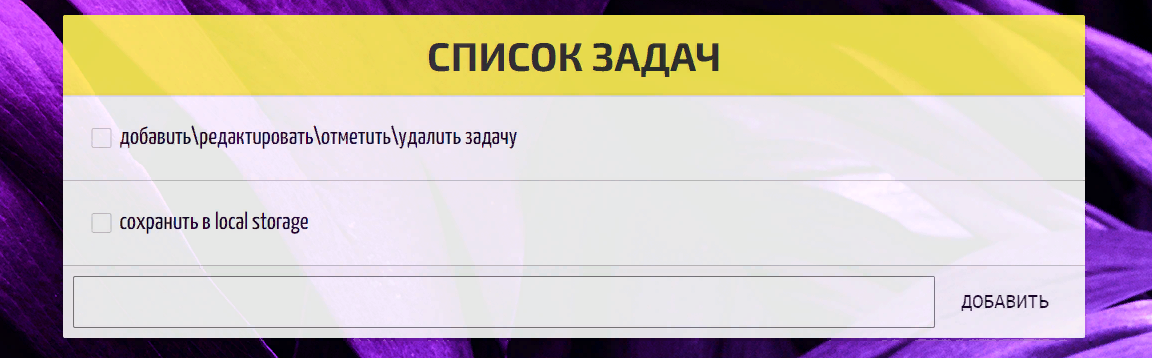 СПИСОК ЗАДАЧ
добавить\редактировать\отметить\удалить задачу
сохранить в local storage
ДОБАВИТЬ